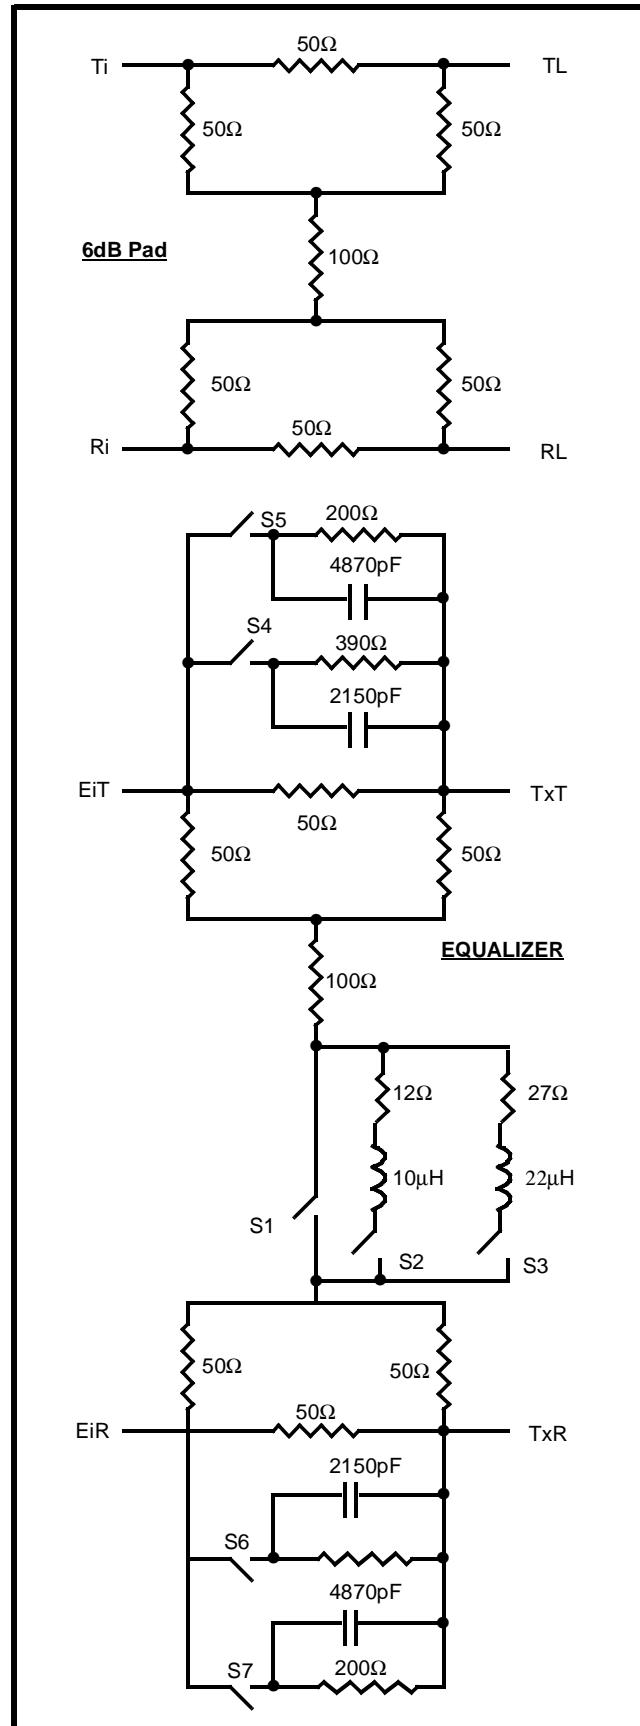 50Ω
Ti TL
50Ω 50Ω
6dB Pad
100Ω
50Ω 50Ω
50Ω
Ri RL
200Ω
S5
4870pF
S4
390Ω
2150pF
EiT TxT
50Ω
50Ω 50Ω
EQUALIZER
100Ω
12Ω 27Ω
10μH 22μH
S1
S2 S3
50Ω 50Ω
50Ω
EiR TxR
2150pF
S6
4870pF
S7
200Ω